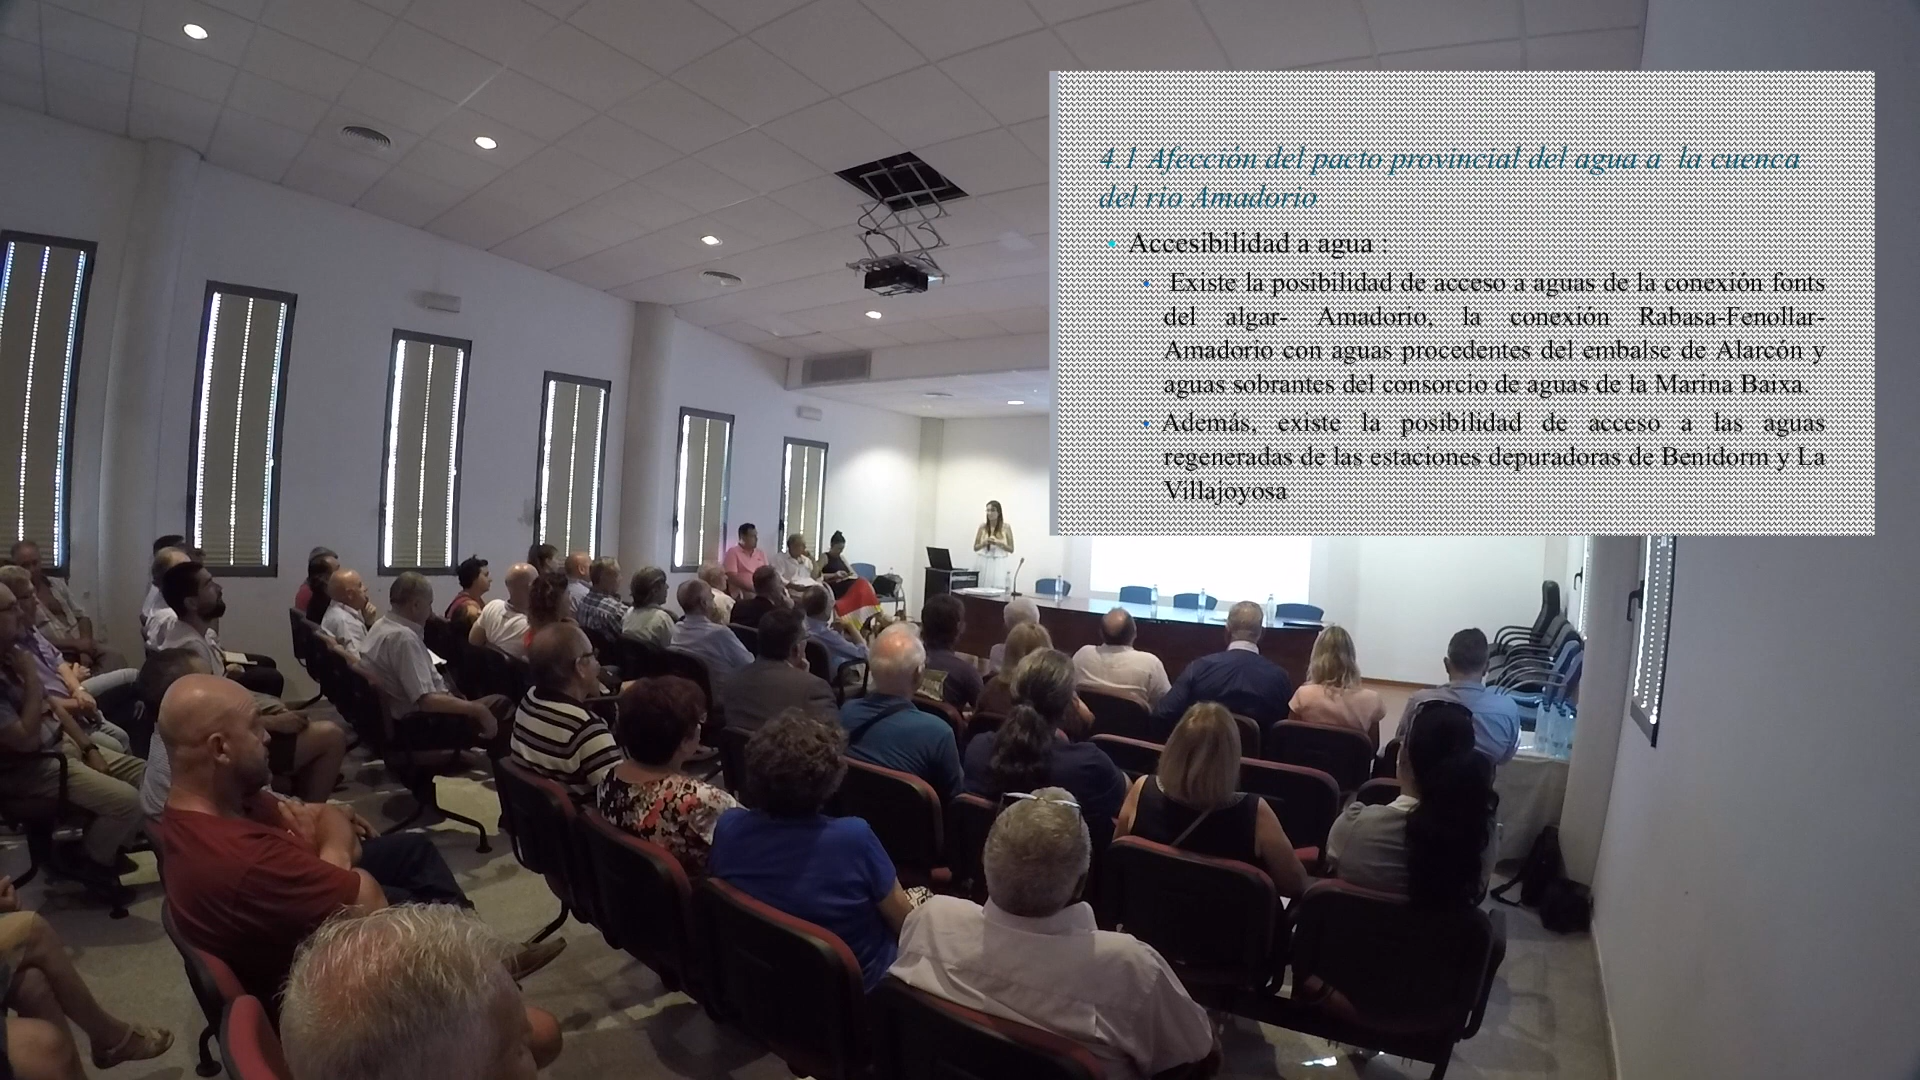 4.1 Afección del pacto provincial del agua a la cuenca
del rio Amadorio
• Accesibilidad a agua :
• Existe la posibilidad de acceso a aguas de la conexión fonts
del algar- Amadorio, la conexión Rabasa-Fenollar-
Amadorio con aguas procedentes del embalse de Alarcón y
aguas sobrantes del consorcio de aguas de la Marina Baixa.
• Además, existe la posibilidad de acceso a las aguas
regeneradas de las estaciones depuradoras de Benidorm y La
Villajoyosa